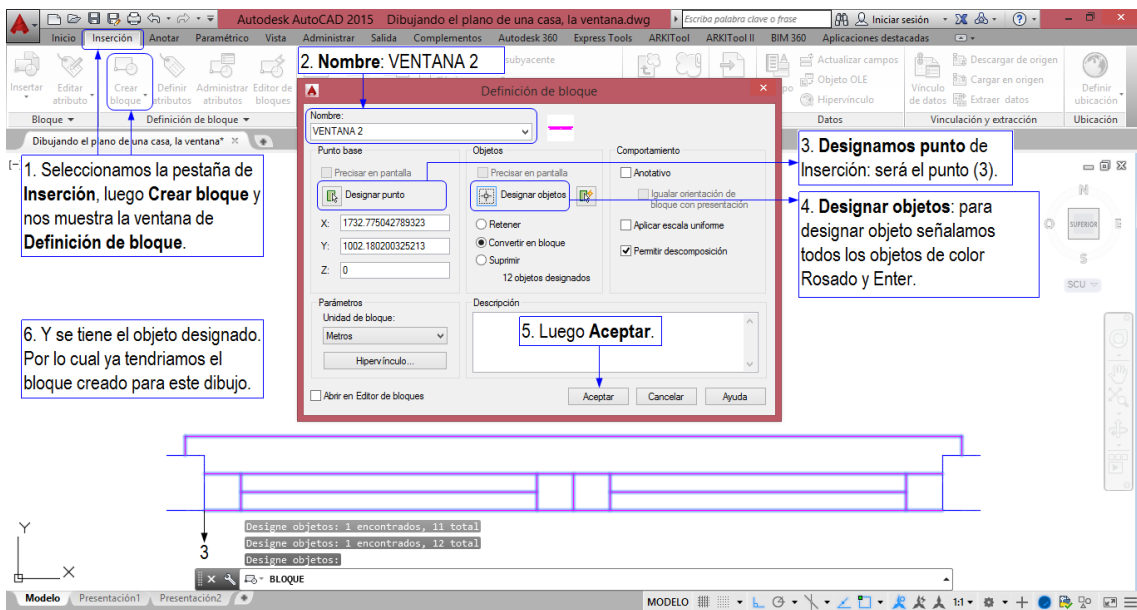 Autodesk AutoCAD 2015 Dibujando el plano de una casa, la ventana.dwg
Escriba palabra clave o frase
Iniciar sesión
Inicio Inserción Anotar Paramétrico Vista Administrar Salida Complementos Autodesk 360 Express Tools ARKITool ARKITool II BIM 360 Aplicaciones destacadas
Insertar
Editar atributo
Crear bloque
Definir atributos
Administrar atributos
Editor de bloques
subyacente
Actualizar campos
Objeto OLE
Hipervínculo
Vínculo de datos
Descargar de origen
Cargar en origen
Extraer datos
Definir ubicación
Bloque
Definición de bloque
Datos
Vinculación y extracción
Ubicación
Dibujando el plano de una casa, la ventana*
2. Nombre: VENTANA 2
1. Seleccionamos la pestaña de
Inserción, luego Crear bloque y
nos muestra la ventana de
Definición de bloque.
6. Y se tiene el objeto designado.
Por lo cual ya tendriamos el
bloque creado para este dibujo.
Definición de bloque
Nombre:
VENTANA 2
Punto base
Precisar en pantalla
Designar punto
X: 1732.775042789323
Y: 1002.180200325213
Z: 0
Objetos
Precisar en pantalla
Designar objetos
Retener
Convertir en bloque
Suprimir
12 objetos designados
Comportamiento
Anotativo
Igualar orientación de
bloque con presentación
Aplicar escala uniforme
Permitir descomposición
Parámetros
Unidad de bloque:
Metros
Hipervínculo...
Descripción
5. Luego Aceptar.
Abrir en Editor de bloques
Aceptar Cancelar Ayuda
3. Designamos punto de
Inserción: será el punto (3).
4. Designar objetos: para
designar objeto señalamos
todos los objetos de color
Rosado y Enter.
N
O SUPERIOR E
S
SCU
3
Y
X
Designe objetos: 1 encontrados, 11 total
Designe objetos: 1 encontrados, 12 total
Designe objetos:
BLOQUE
Modelo Presentación1 Presentación2
MODELO
1:1